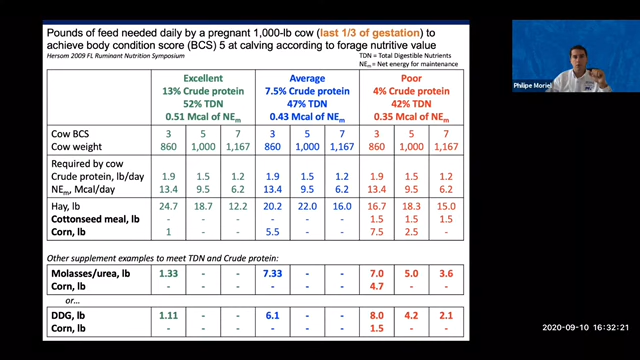 Pounds of feed needed daily by a pregnant 1,000-lb cow (last 1/3 of gestation) to
achieve body condition score (BCS) 5 at calving according to forage nutritive value
Hersom 2009 FL Ruminant Nutrition Symposium
TDN = Total Digestible Nutrients
NEm = Net energy for maintenance
Excellent Average Poor
13% Crude protein 7.5% Crude protein 4% Crude protein
52% TDN 47% TDN 42% TDN
0.51 Mcal of NEm 0.43 Mcal of NEm 0.35 Mcal of NEm
Cow BCS 3 5 7 3 5 7 3 5 7
Cow weight 860 1,000 1,167 860 1,000 1,167 860 1,000 1,167
Required by cow
Crude protein, lb/day 1.9 1.5 1.2 1.9 1.5 1.2 1.9 1.5 1.2
NEm, Mcal/day 13.4 9.5 6.2 13.4 9.5 6.2 13.4 9.5 6.2
Hay, lb 24.7 18.7 12.2 20.2 22.0 16.0 16.7 18.3 15.0
Cottonseed meal, lb - - - - - - 1.5 1.5 1.5
Corn, lb 1 - - 5.5 - - 7.5 2.5 -
Other supplement examples to meet TDN and Crude protein:
Molasses/urea, lb 1.33 - - 7.33 - - 7.0 5.0 3.6
Corn, lb - - - - - - 4.7 - -
or...
DDG, lb 1.11 - - 6.1 - - 8.0 4.2 2.1
Corn, lb - - - - - - 1.5 - -
Philipe Moriel
2020-09-10 16:32:21